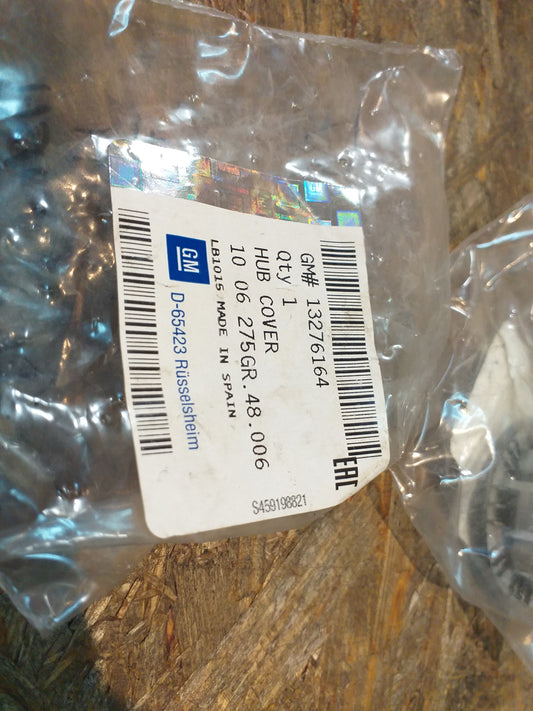 GM# 13276164
Qty 1
HUB COVER
10 06 275GR.48.006
LB1015 MADE IN SPAIN
GM
D-65423 Rüsselsheim
EAC
S459198821
GM